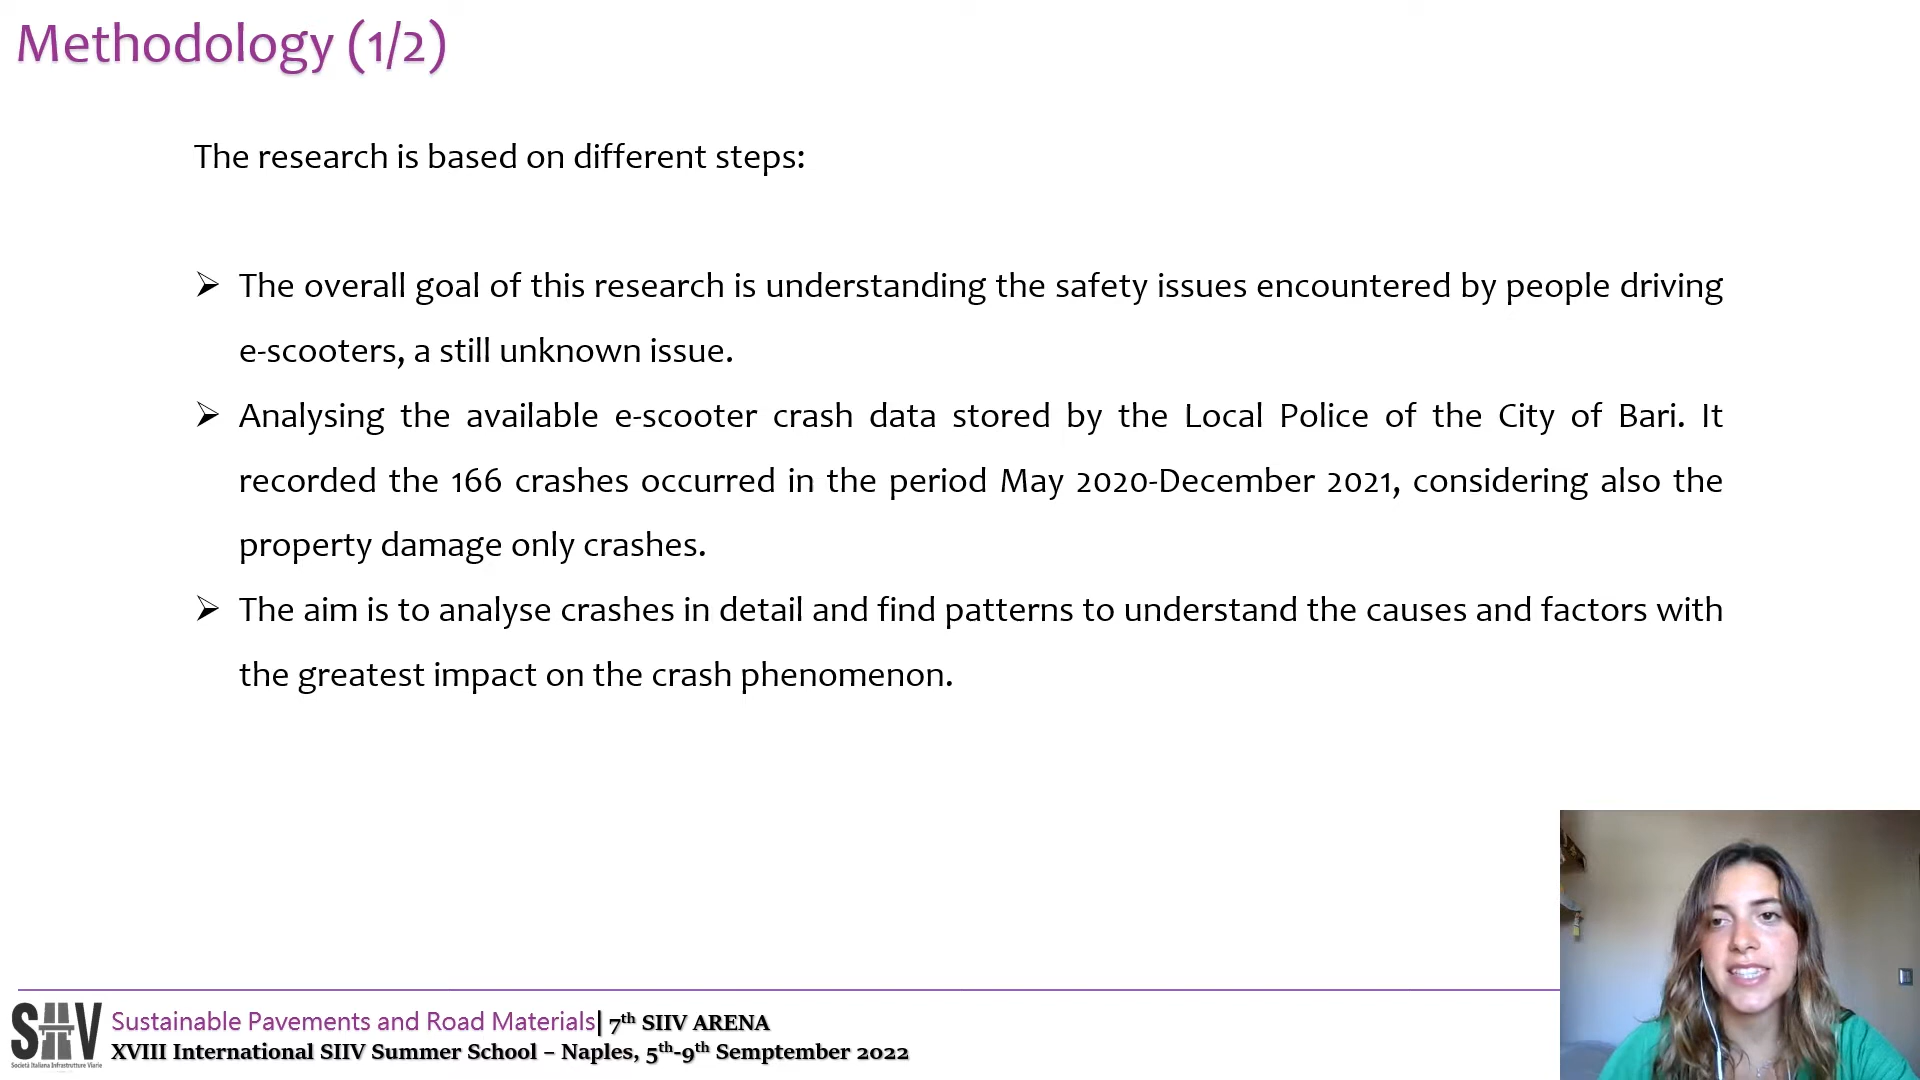 Methodology (1/2)
The research is based on different steps:
➢ The overall goal of this research is understanding the safety issues encountered by people driving
e-scooters, a still unknown issue.
➢ Analysing the available e-scooter crash data stored by the Local Police of the City of Bari. It
recorded the 166 crashes occurred in the period May 2020-December 2021, considering also the
property damage only crashes.
➢ The aim is to analyse crashes in detail and find patterns to understand the causes and factors with
the greatest impact on the crash phenomenon.
SIIV
Società Italiana Infrastrutture Viarie
Sustainable Pavements and Road Materials| 7th SIIV ARENA
XVIII International SIIV Summer School – Naples, 5th-9th Semptember 2022